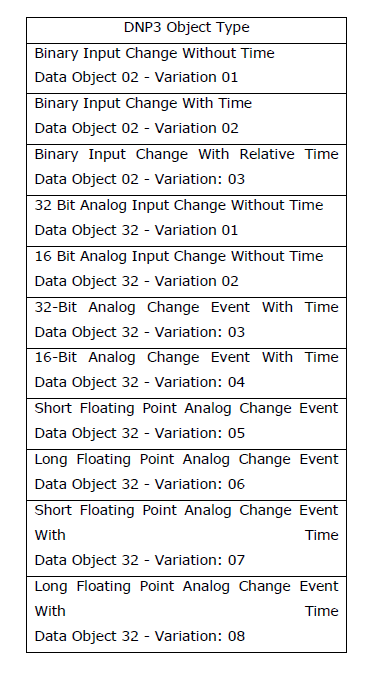 DNP3 Object Type
Binary Input Change Without Time
Data Object 02 - Variation 01
Binary Input Change With Time
Data Object 02 - Variation 02
Binary Input Change With Relative Time
Data Object 02 - Variation: 03
32 Bit Analog Input Change Without Time
Data Object 32 - Variation 01
16 Bit Analog Input Change Without Time
Data Object 32 - Variation 02
32-Bit Analog Change Event With Time
Data Object 32 - Variation: 03
16-Bit Analog Change Event With Time
Data Object 32 - Variation: 04
Short Floating Point Analog Change Event
Data Object 32 - Variation: 05
Long Floating Point Analog Change Event
Data Object 32 - Variation: 06
Short Floating Point Analog Change Event
With Time
Data Object 32 - Variation: 07
Long Floating Point Analog Change Event
With Time
Data Object 32 - Variation: 08